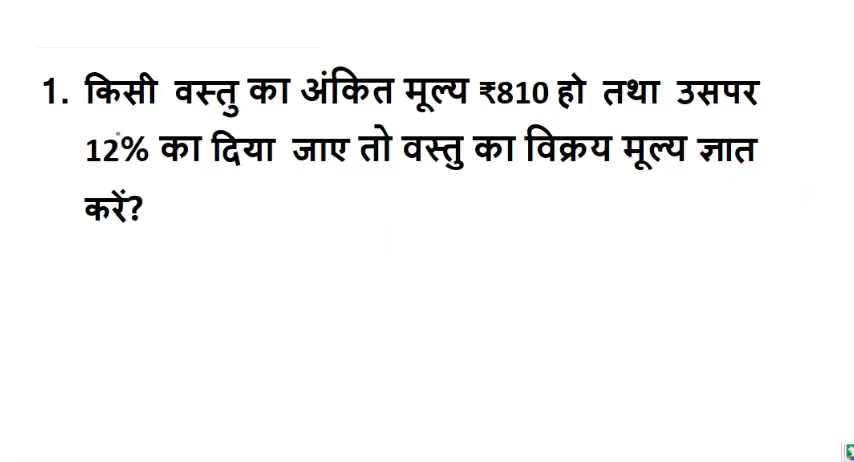 1. किसी वस्तु का अंकित मूल्य ₹810 हो तथा उसपर
12% का दिया जाए तो वस्तु का विक्रय मूल्य ज्ञात
करें?